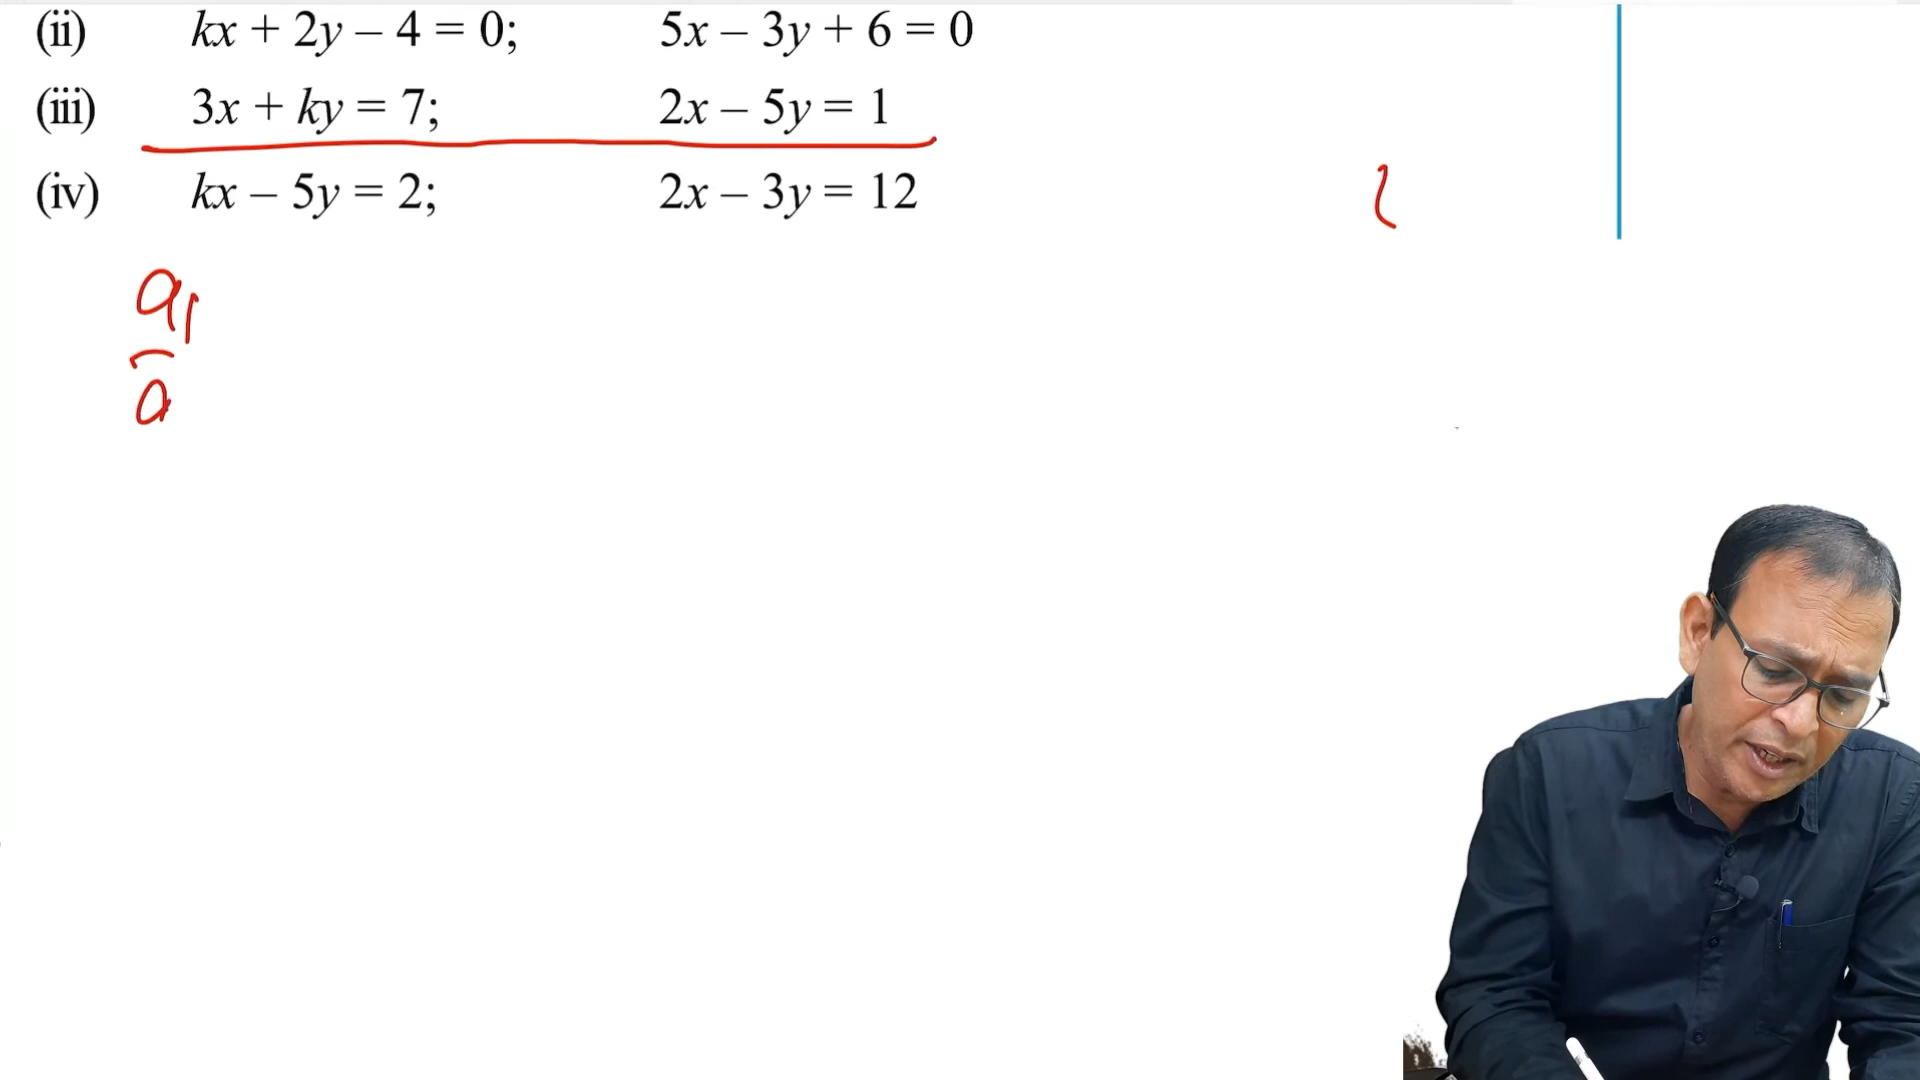 (ii) kx + 2y – 4 = 0; 5x – 3y + 6 = 0
(iii) 3x + ky = 7; 2x – 5y = 1
(iv) kx – 5y = 2; 2x – 3y = 12
a1
a